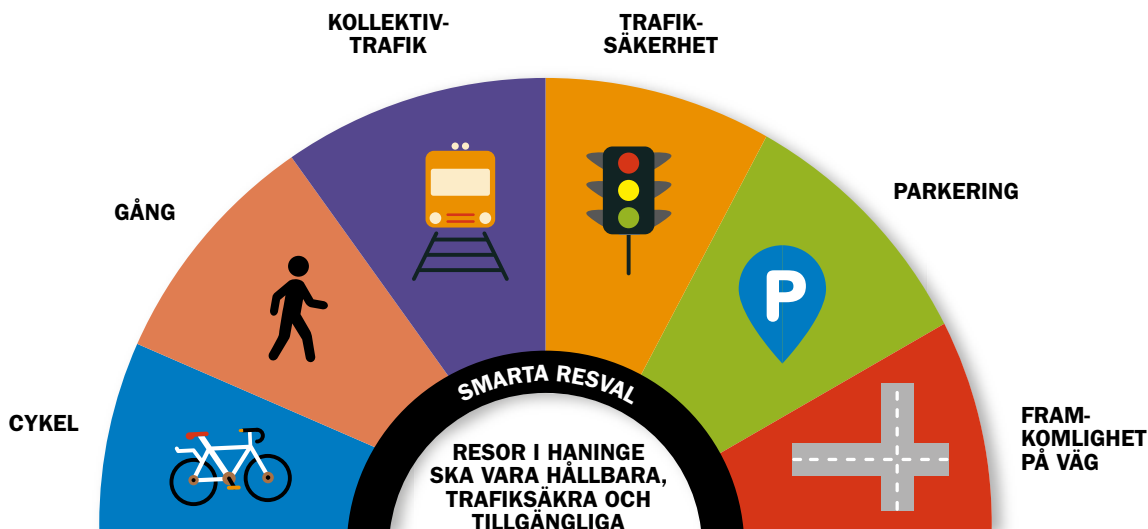 KOLLEKTIV-
TRAFIK
TRAFIK-
SÄKERHET
GÅNG
PARKERING
CYKEL
FRAM-
KOMLIGHET
PÅ VÄG
P
SMARTA RESVAL
RESOR I HANINGE
SKA VARA HÅLLBARA,
TRAFIKSÄKRA OCH
TILLGÄNGLIGA